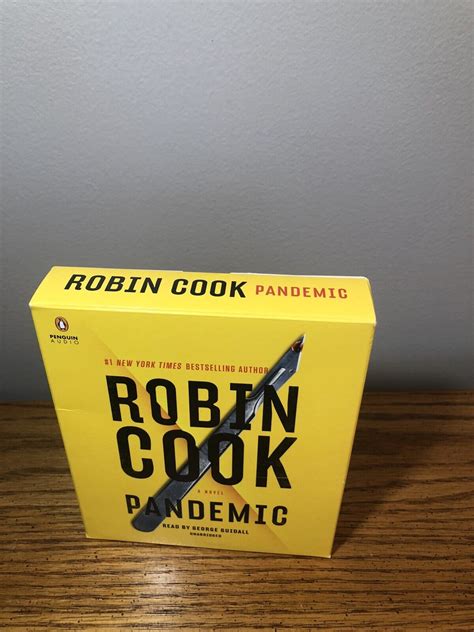 ROBIN COOK PANDEMIC
PENGUIN
AUDIO
#1 NEW YORK TIMES BESTSELLING AUTHOR
ROBIN
COOK
A NOVEL
PANDEMIC
READ BY GEORGE GUIDALL
UNABRIDGED